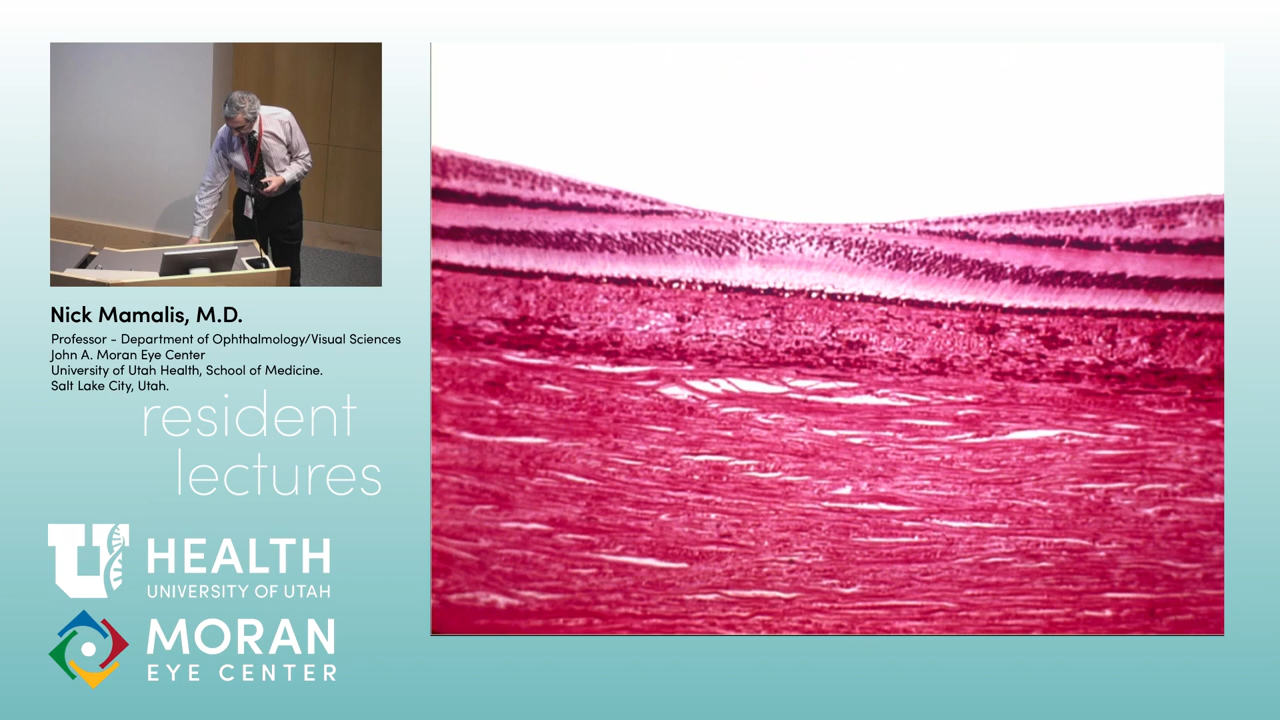 Nick Mamalis, M.D.
Professor - Department of Ophthalmology/Visual Sciences
John A. Moran Eye Center
University of Utah Health, School of Medicine.
Salt Lake City, Utah.
resident
lectures
U HEALTH
UNIVERSITY OF UTAH
MORAN
EYE CENTER